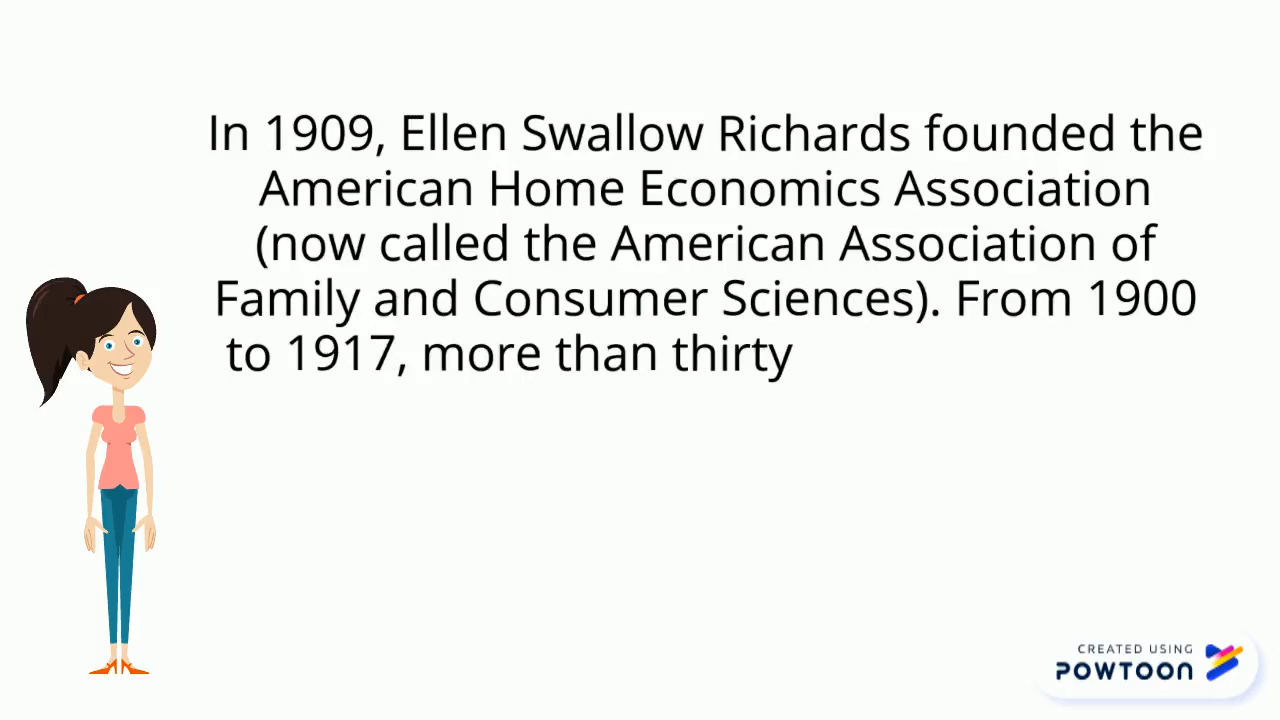 In 1909, Ellen Swallow Richards founded the
American Home Economics Association
(now called the American Association of
Family and Consumer Sciences). From 1900
to 1917, more than thirty
CREATED USING
POWTOON